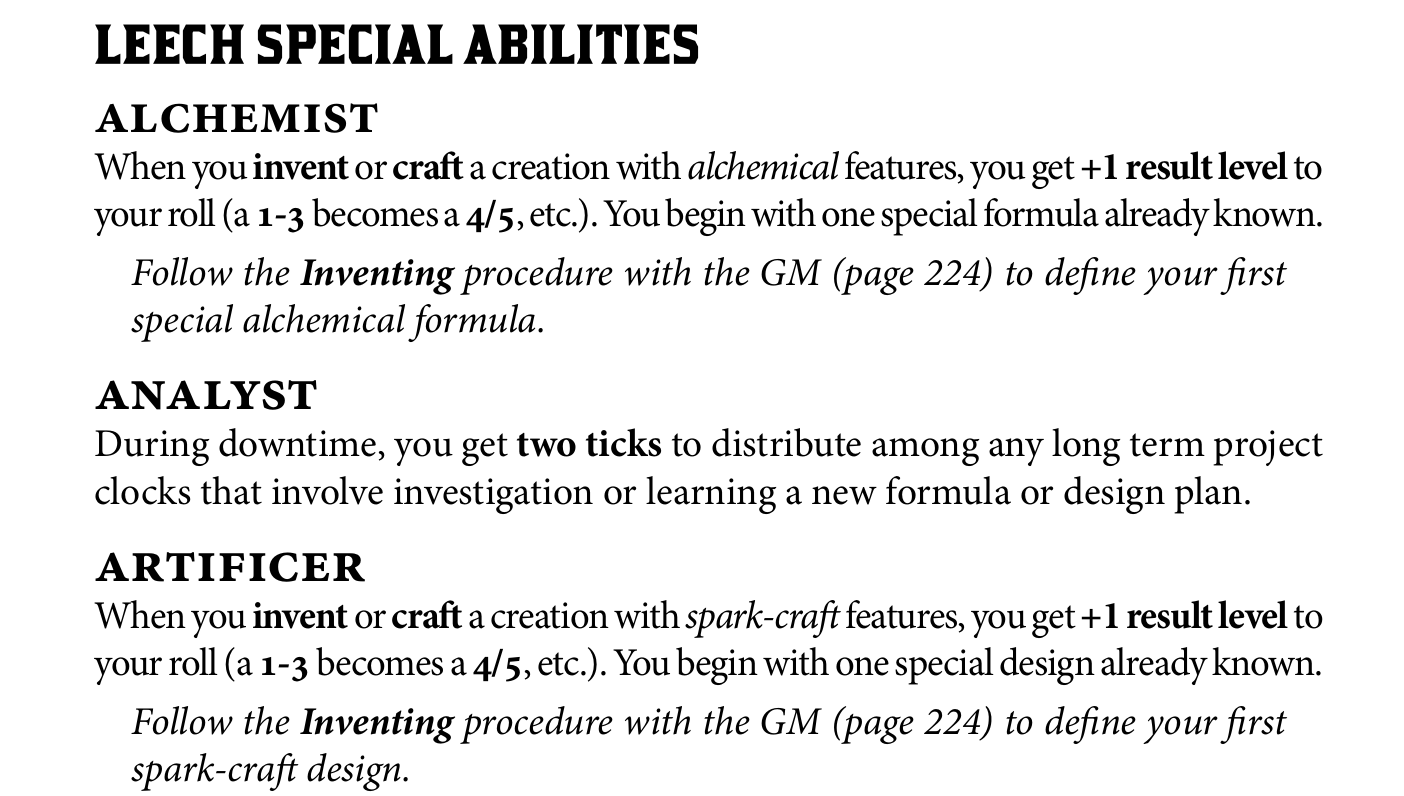 LEECH SPECIAL ABILITIES
ALCHEMIST
When you invent or craft a creation with alchemical features, you get +1 result level to
your roll (a 1-3 becomes a 4/5, etc.). You begin with one special formula already known.
Follow the Inventing procedure with the GM (page 224) to define your first
special alchemical formula.
ANALYST
During downtime, you get two ticks to distribute among any long term project
clocks that involve investigation or learning a new formula or design plan.
ARTIFICER
When you invent or craft a creation with spark-craft features, you get +1 result level to
your roll (a 1-3 becomes a 4/5, etc.). You begin with one special design already known.
Follow the Inventing procedure with the GM (page 224) to define your first
spark-craft design.